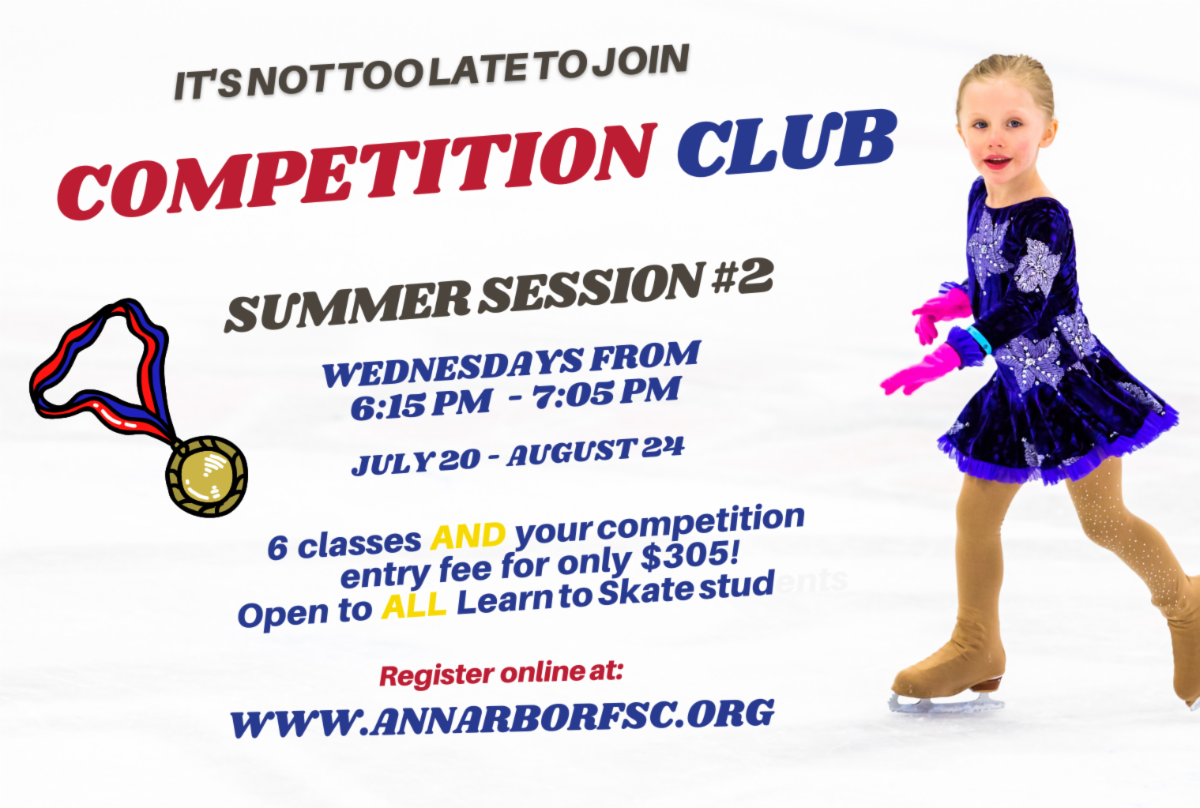 IT'S NOT TOO LATE TO JOIN
COMPETITION CLUB
SUMMER SESSION #2
WEDNESDAYS FROM
6:15 PM - 7:05 PM
JULY 20 - AUGUST 24
6 classes AND your competition
entry fee for only $305!
Open to ALL Learn to Skate students
Register online at:
WWW.ANNARBORFSC.ORG